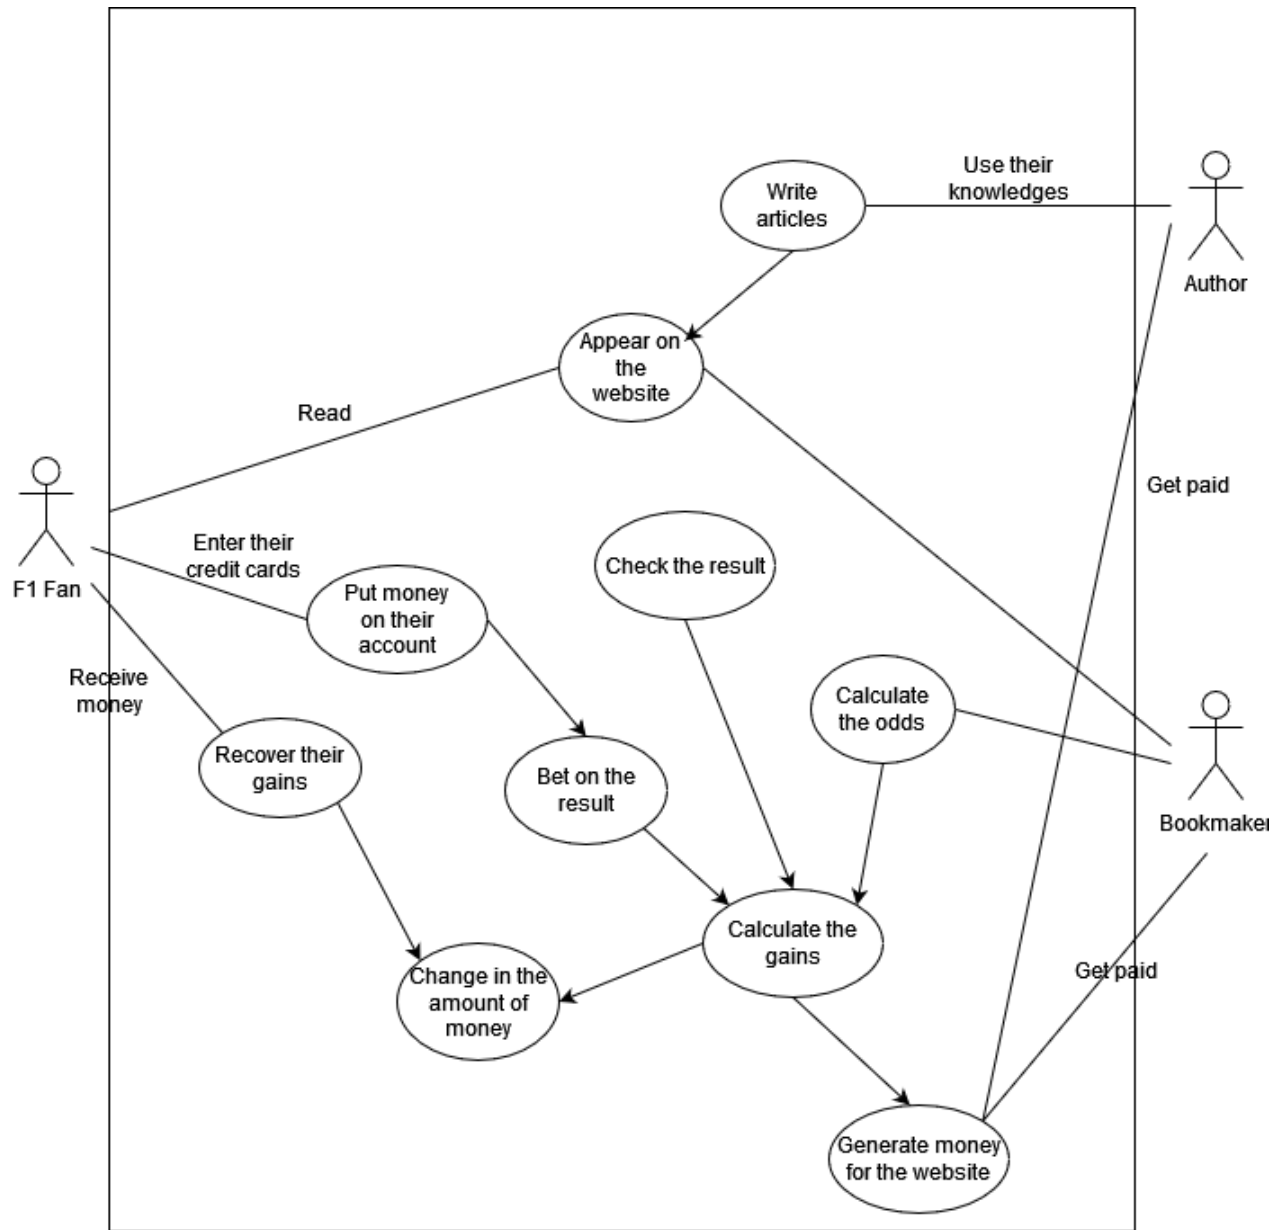 Write
articles
Use their
knowledges
Author
Appear on
the
website
Read
Get paid
F1 Fan
Enter their
credit cards
Put money
on their
account
Check the result
Receive
money
Recover their
gains
Bet on the
result
Calculate
the odds
Bookmaker
Calculate the
gains
Change in the
amount of
money
Get paid
Generate money
for the website